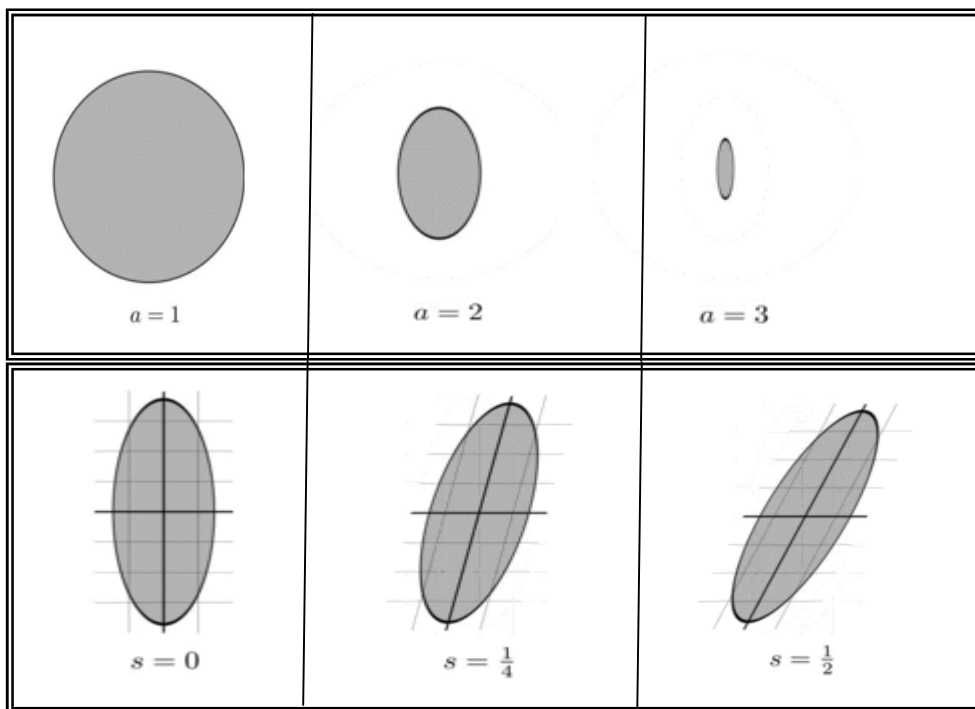 a = 1
a = 2
a = 3
s = 0
s = 1/4
s = 1/2